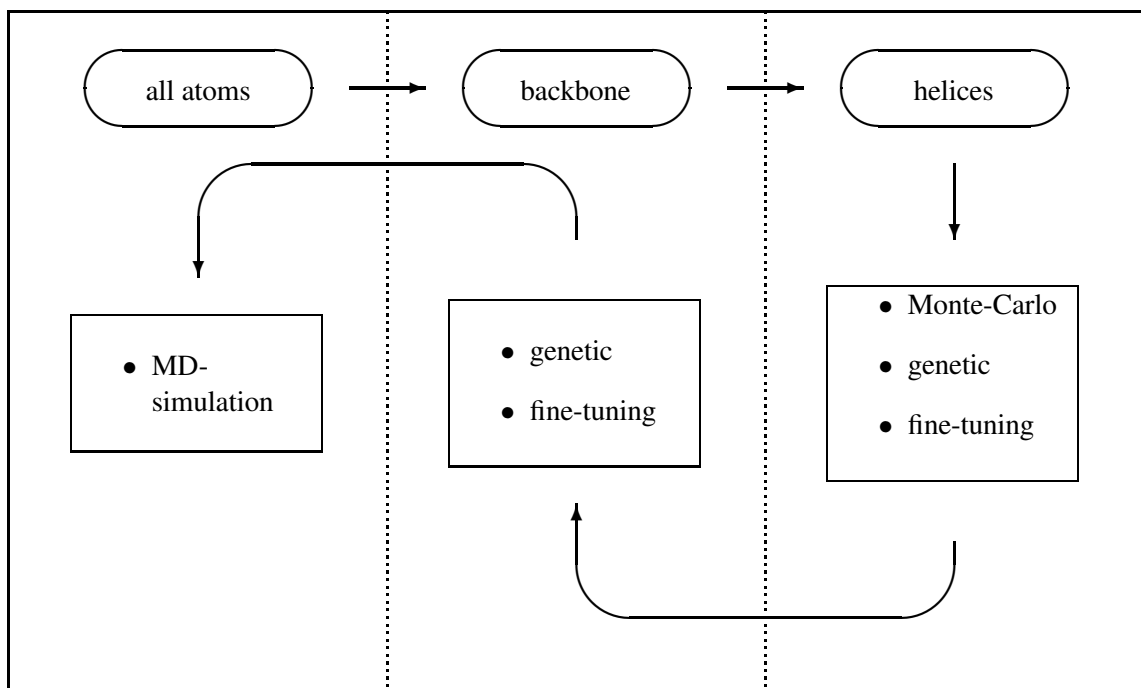 all atoms
backbone
helices
• MD-
simulation
• genetic
• fine-tuning
• Monte-Carlo
• genetic
• fine-tuning